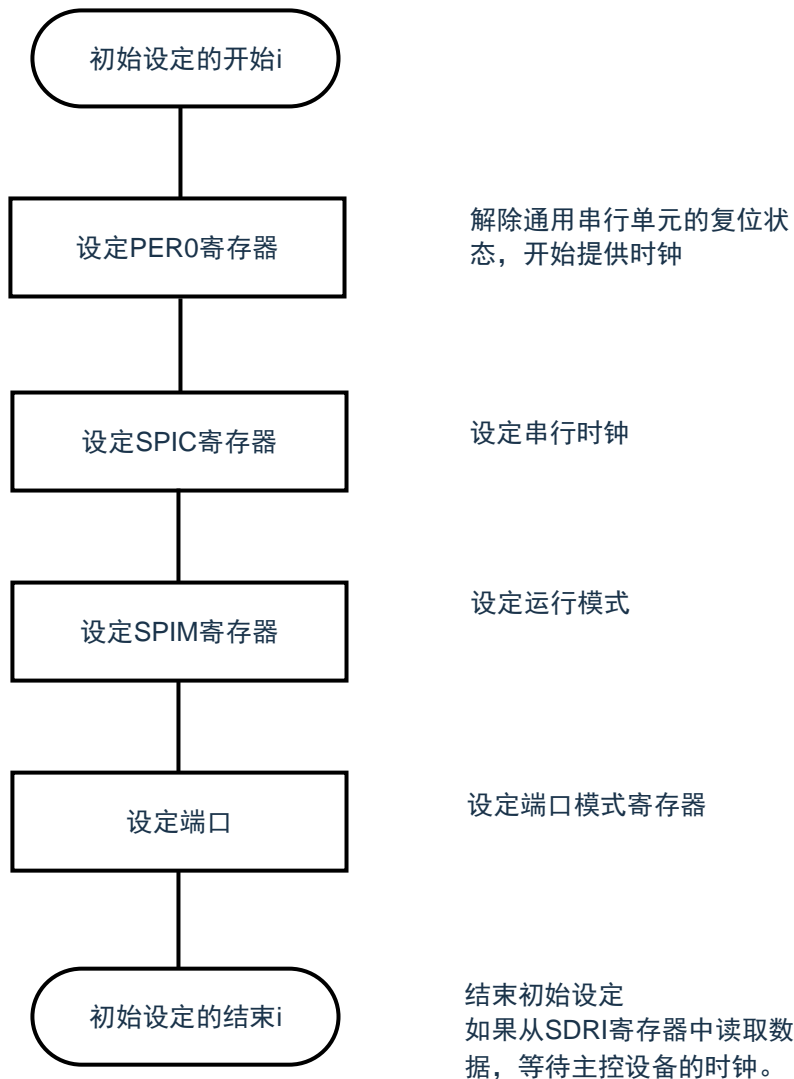 初始设定的开始i
设定PER0寄存器
解除通用串行单元的复位状
态，开始提供时钟
设定SPIC寄存器
设定串行时钟
设定SPIM寄存器
设定运行模式
设定端口
设定端口模式寄存器
初始设定的结束i
结束初始设定
如果从SDRI寄存器中读取数
据，等待主控设备的时钟。